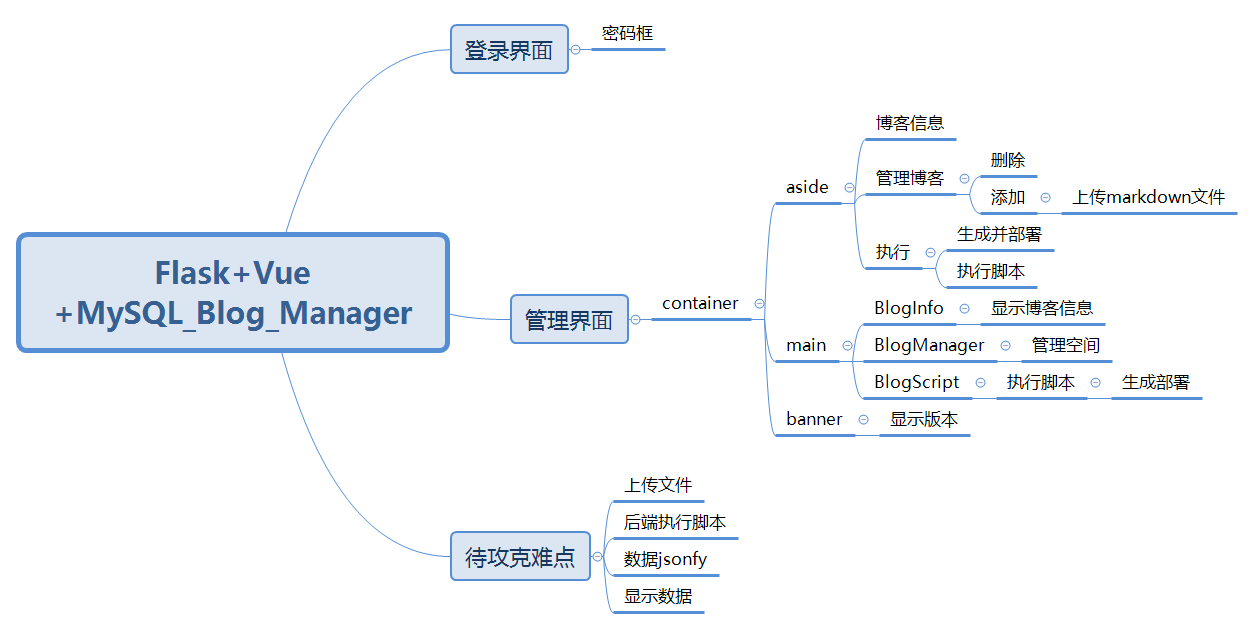 Flask+Vue
+MySQL_Blog_Manager
登录界面
密码框
管理界面
container
aside
博客信息
管理博客
删除
添加
上传markdown文件
执行
生成并部署
执行脚本
main
BlogInfo
显示博客信息
BlogManager
管理空间
BlogScript
执行脚本
生成部署
banner
显示版本
待攻克难点
上传文件
后端执行脚本
数据jsonfy
显示数据